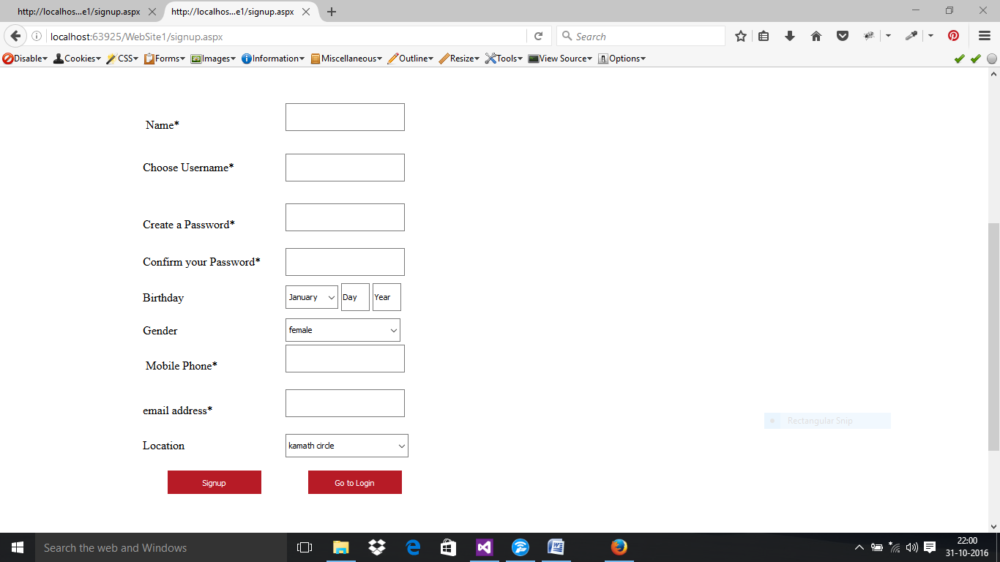 http://localhos...e1/signup.aspx http://localhos...e1/signup.aspx
localhost:63925/WebSite1/signup.aspx Search
Disable Cookies CSS Forms Images Information Miscellaneous Outline Resize Tools View Source Options
Name*
Choose Username*
Create a Password*
Confirm your Password*
Birthday January Day Year
Gender female
Mobile Phone*
email address*
Rectangular Snip
Location kamath circle
Signup Go to Login
Search the web and Windows
22:00
31-10-2016